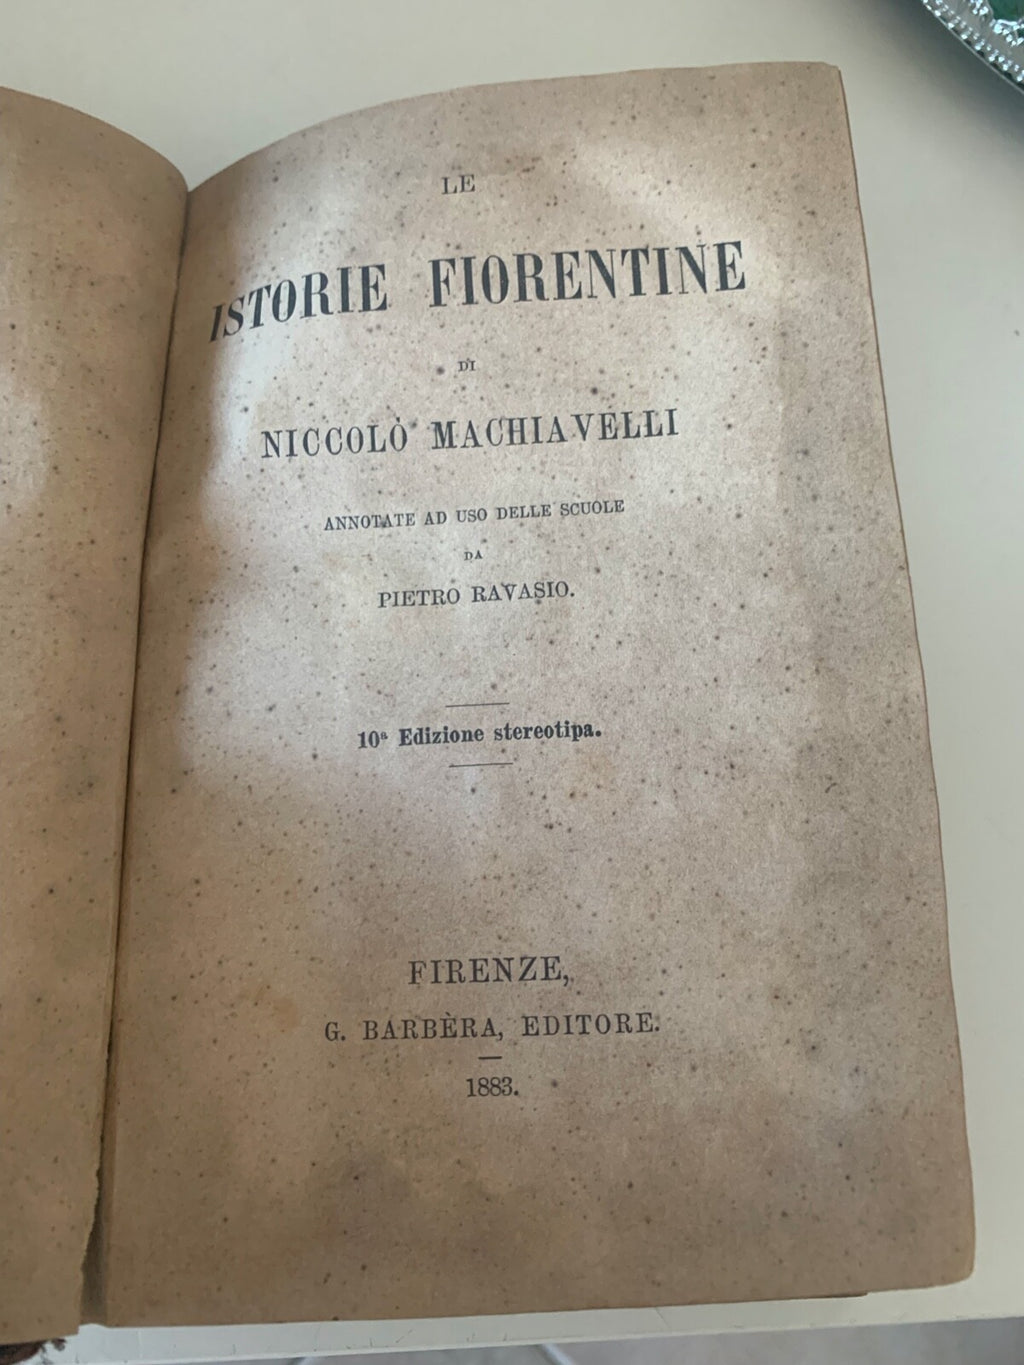 LE
ISTORIE FIORENTINE
DI
NICCOLÒ MACHIAVELLI
ANNOTATE AD USO DELLE SCUOLE
DA
PIETRO RAVASIO.
10ª Edizione stereotipa.
FIRENZE,
G. BARBÈRA, EDITORE.
1883.